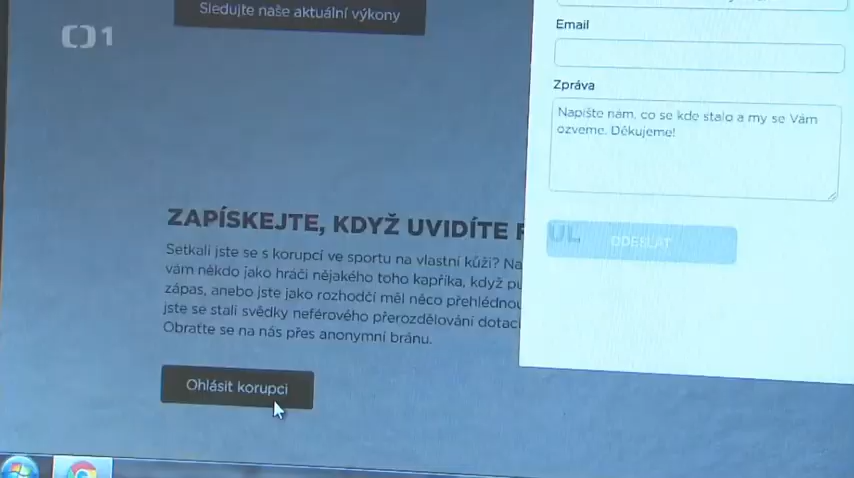 Sledujte naše aktuální výkony
1
Email
Zpráva
Napište nám, co se kde stalo a my se Vám
ozveme. Děkujeme!
ODESLAT
ZAPÍSKEJTE, KDYŽ UVIDÍTE FUL
Setkali jste se s korupcí ve sportu na vlastní kůži?
vám někdo jako hráči nějakého toho kapříka, když
zápas, anebo jste jako rozhodčí měl něco
jste se stali svědky neférového přerozdělování
Obraťte se na nás přes anonymní bránu.
Ohlásit korupci